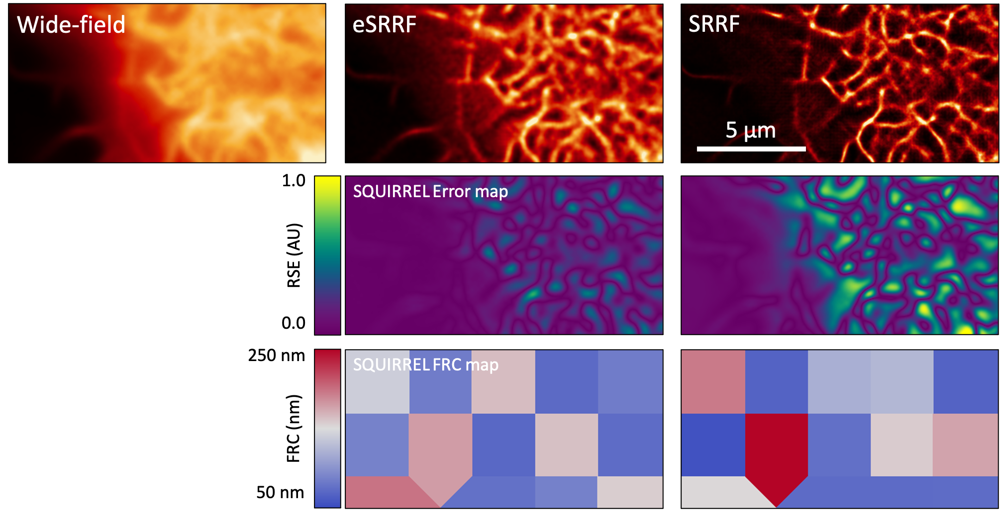 Wide-field
eSRRF
SRRF
5 µm
1.0
RSE (AU)
0.0
SQUIRREL Error map
250 nm
FRC (nm)
50 nm
SQUIRREL FRC map